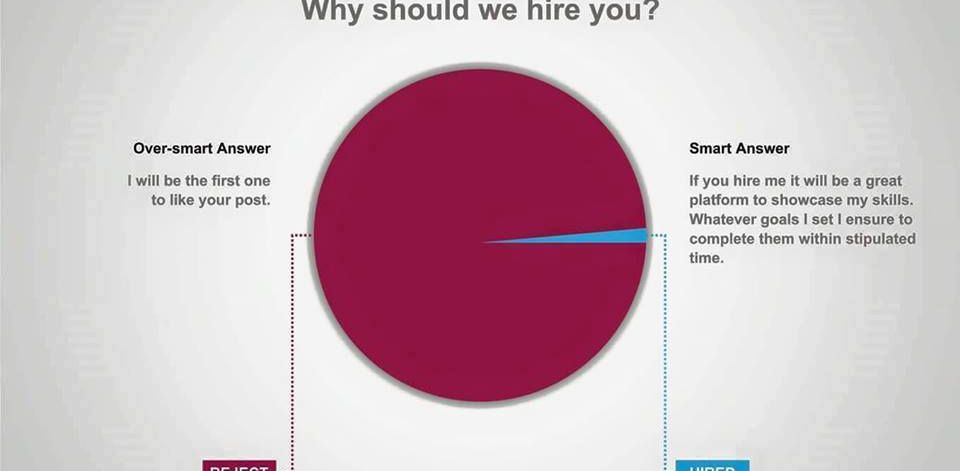 Why should we hire you?
Over-smart Answer
I will be the first one
to like your post.
Smart Answer
If you hire me it will be a great
platform to showcase my skills.
Whatever goals I set I ensure to
complete them within stipulated
time.
REJECT
HIRED